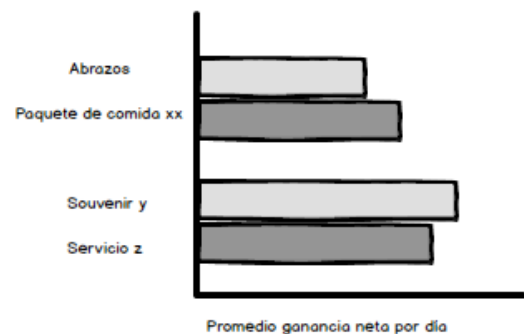 Abrazos
Paquete de comida xx
Souvenir y
Servicio z
Promedio ganancia neta por día